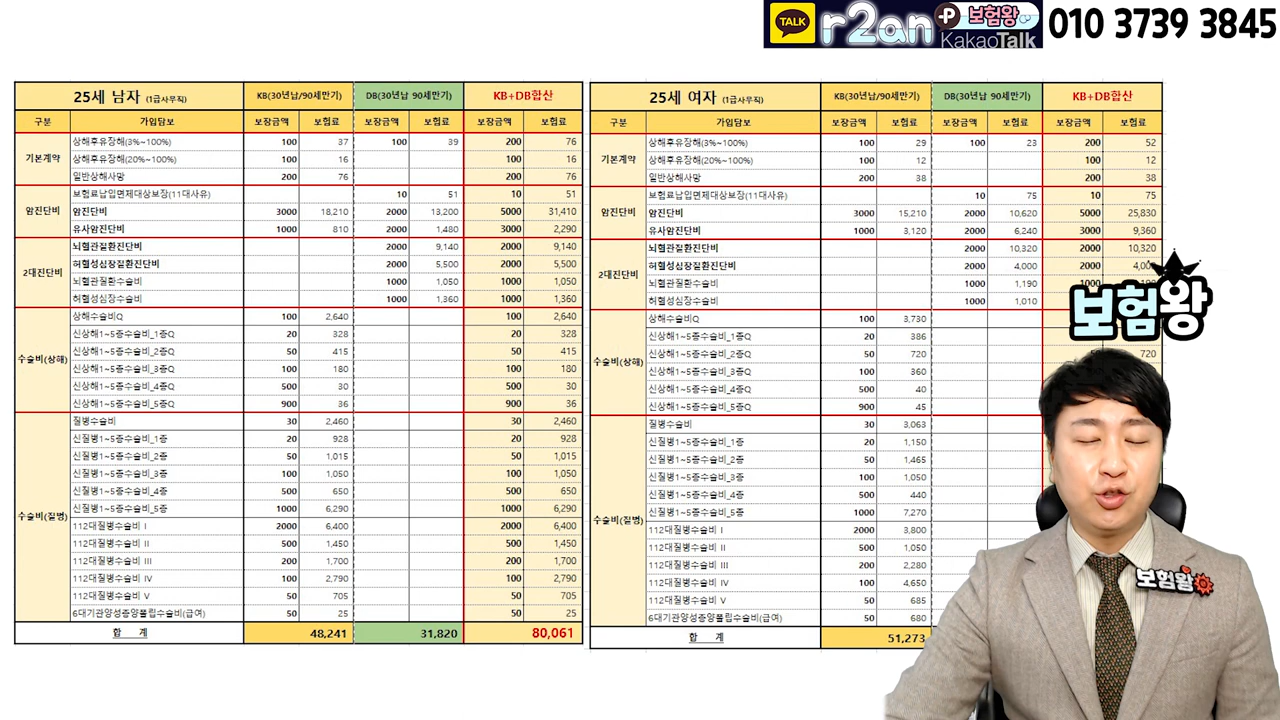 TALK r2an P 보험왕 KakaoTalk 010 3739 3845
25세 남자 (1급사무직) KB(30년납/90세만기) DB(30년납 90세만기) KB+DB합산
구분 가입담보 보장금액 보험료 보장금액 보험료 보장금액 보험료
기본계약
상해후유장해(3%~100%) 100 37 100 39 200 76
상해후유장해(20%~100%) 100 16 100 16
일반상해사망 200 76 200 76
암진단비
보험료납입면제대상보장(11대사유) 10 51 10 51
암진단비 3000 18,210 2000 13,200 5000 31,410
유사암진단비 1000 810 2000 1,480 3000 2,290
2대진단비
뇌혈관질환진단비 2000 9,140 2000 9,140
허혈성심장질환진단비 2000 5,500 2000 5,500
뇌혈관질환수술비 1000 1,050 1000 1,050
허혈성심장수술비 1000 1,360 1000 1,360
수술비(상해)
상해수술비Q 100 2,640 100 2,640
신상해1~5종수술비_1종Q 20 328 20 328
신상해1~5종수술비_2종Q 50 415 50 415
신상해1~5종수술비_3종Q 100 180 100 180
신상해1~5종수술비_4종Q 500 30 500 30
신상해1~5종수술비_5종Q 900 36 900 36
수술비(질병)
질병수술비 30 2,460 30 2,460
신질병1~5종수술비_1종 20 928 20 928
신질병1~5종수술비_2종 50 1,015 50 1,015
신질병1~5종수술비_3종 100 1,050 100 1,050
신질병1~5종수술비_4종 500 650 500 650
신질병1~5종수술비_5종 1000 6,290 1000 6,290
112대질병수술비 I 2000 6,400 2000 6,400
112대질병수술비 II 500 1,450 500 1,450
112대질병수술비 III 200 1,700 200 1,700
112대질병수술비 IV 100 2,790 100 2,790
112대질병수술비 V 50 705 50 705
6대기관양성종양폴립수술비(급여) 50 25 50 25
합 계 48,241 31,820 80,061
25세 여자 (1급사무직) KB(30년납/90세만기) DB(30년납 90세만기) KB+DB합산
구분 가입담보 보장금액 보험료 보장금액 보험료 보장금액 보험료
기본계약
상해후유장해(3%~100%) 100 29 100 23 200 52
상해후유장해(20%~100%) 100 12 100 12
일반상해사망 200 38 200 38
암진단비
보험료납입면제대상보장(11대사유) 10 75 10 75
암진단비 3000 15,210 2000 10,620 5000 25,830
유사암진단비 1000 3,120 2000 6,240 3000 9,360
2대진단비
뇌혈관질환진단비 2000 10,320 2000 10,320
허혈성심장질환진단비 2000 4,000 2000
뇌혈관질환수술비 1000 1,190
허혈성심장수술비 1000 1,010
수술비(상해)
상해수술비Q 100 3,730
신상해1~5종수술비_1종Q 20 386
신상해1~5종수술비_2종Q 50 720 720
신상해1~5종수술비_3종Q 100 360
신상해1~5종수술비_4종Q 500 40
신상해1~5종수술비_5종Q 900 45
수술비(질병)
질병수술비 30 3,063
신질병1~5종수술비_1종 20 1,150
신질병1~5종수술비_2종 50 1,465
신질병1~5종수술비_3종 100 1,050
신질병1~5종수술비_4종 500 440
신질병1~5종수술비_5종 1000 7,270
112대질병수술비 I 2000 3,800
112대질병수술비 II 500 1,050
112대질병수술비 III 200 2,280
112대질병수술비 IV 100 4,650
112대질병수술비 V 50 685
6대기관양성종양폴립수술비(급여) 50 680
합 계 51,273
보험왕
보험왕